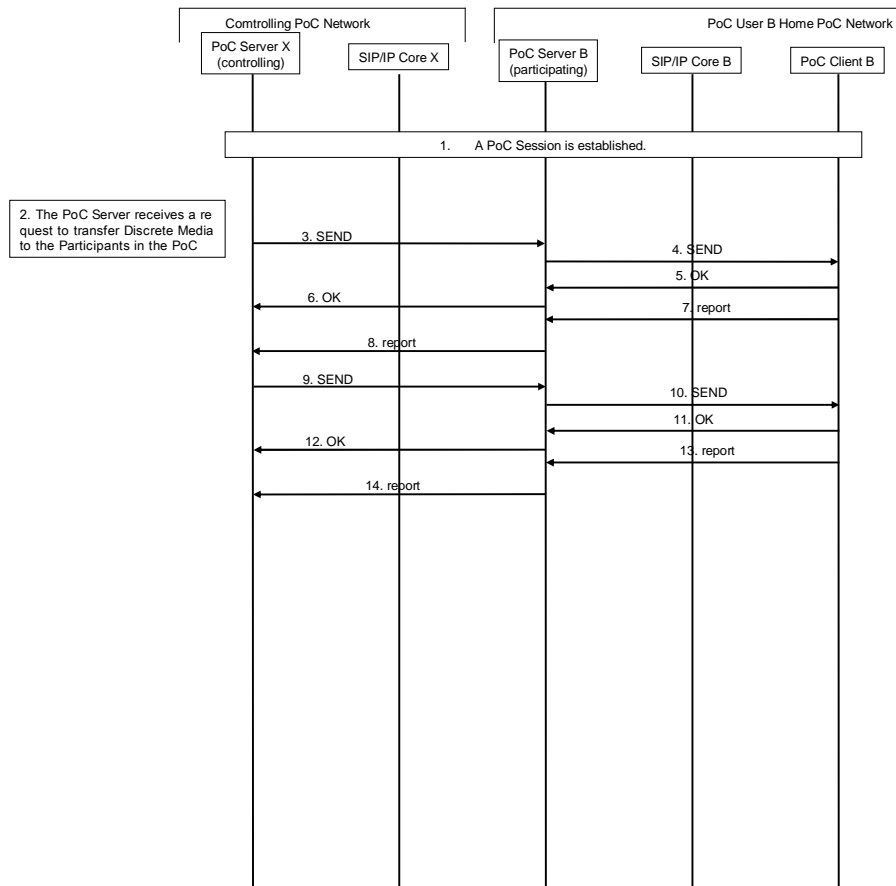 Controlling PoC Network
PoC User B Home PoC Network
PoC Server X
(controlling)
SIP/IP Core X
PoC Server B
(participating)
SIP/IP Core B
PoC Client B
1. A PoC Session is established.
2. The PoC Server receives a re
quest to transfer Discrete Media
to the Participants in the PoC
3. SEND
4. SEND
5. OK
6. OK
7. report
8. report
9. SEND
10. SEND
11. OK
12. OK
13. report
14. report